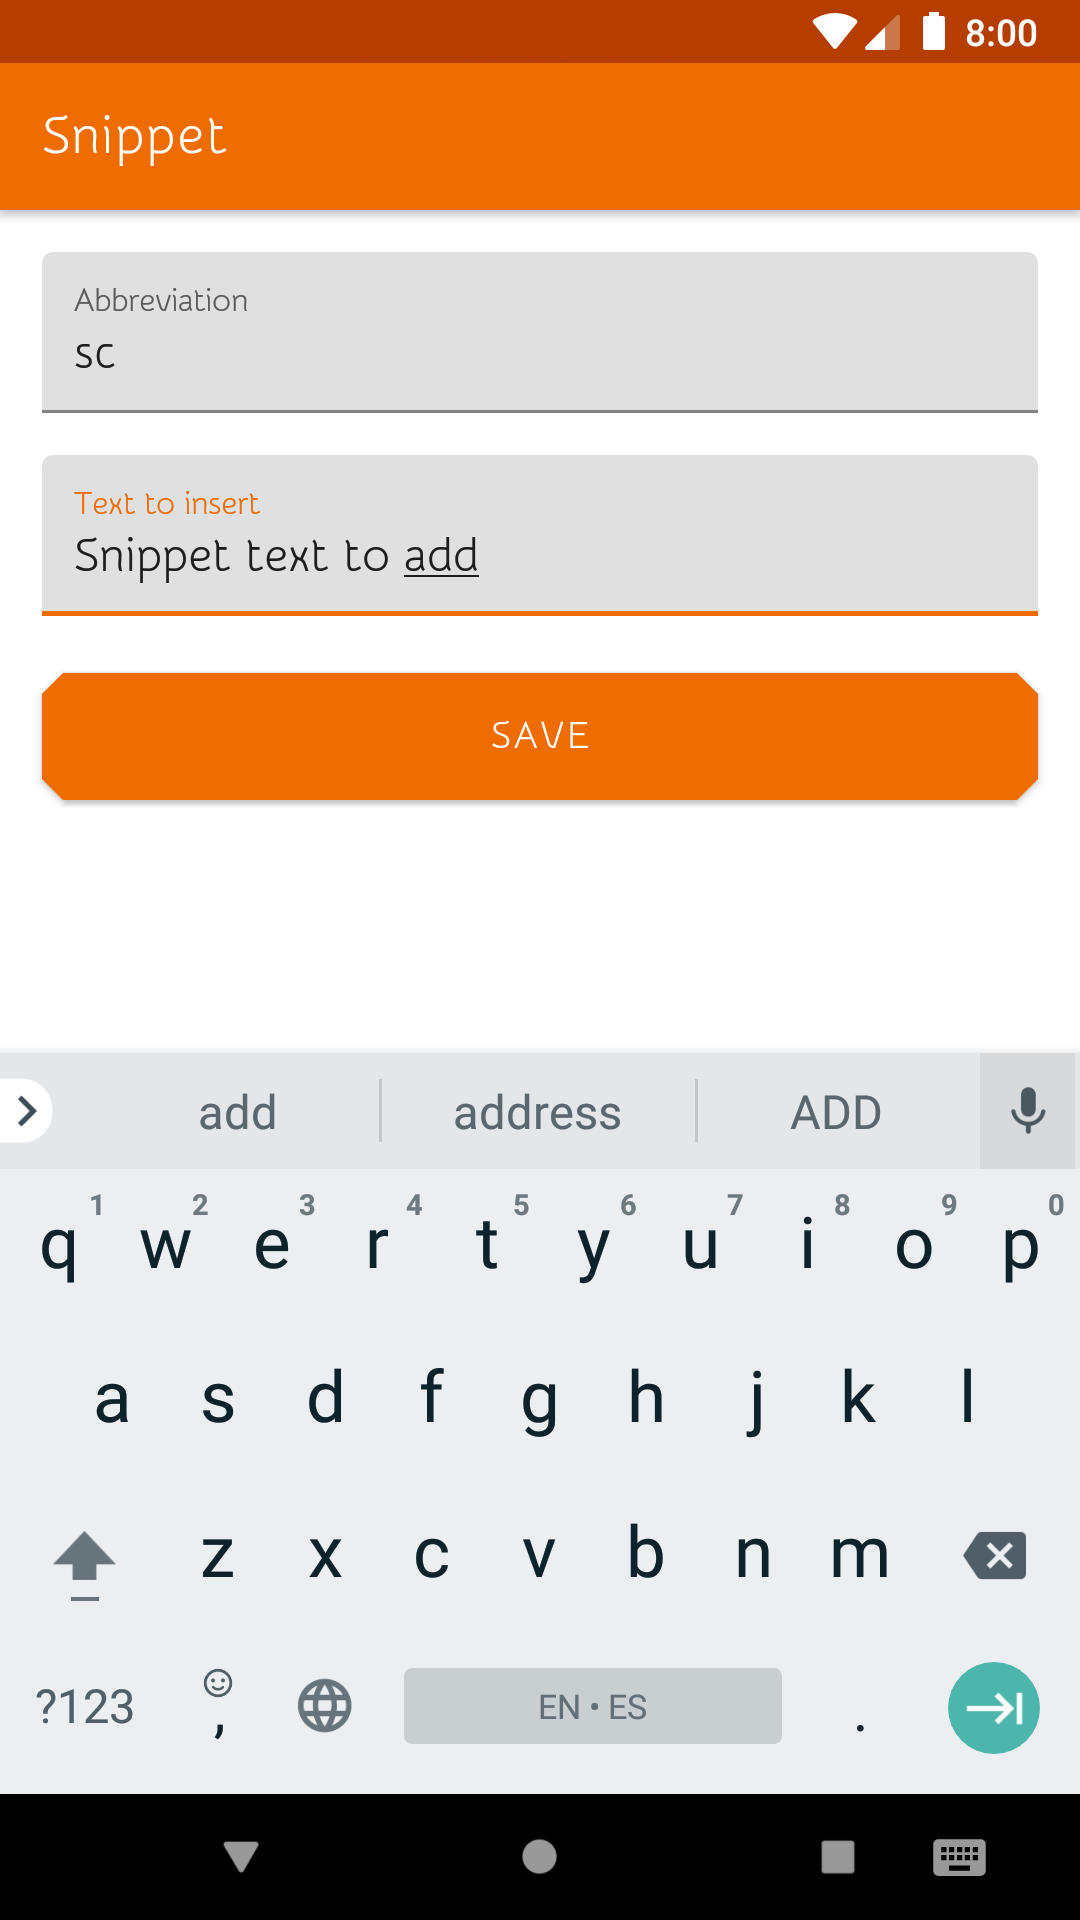 8:00
Snippet
Abbreviation
sc
Text to insert
Snippet text to add
SAVE
add address ADD
1 2 3 4 5 6 7 8 9 0
q w e r t y u i o p
a s d f g h j k l
z x c v b n m
?123 , EN • ES .